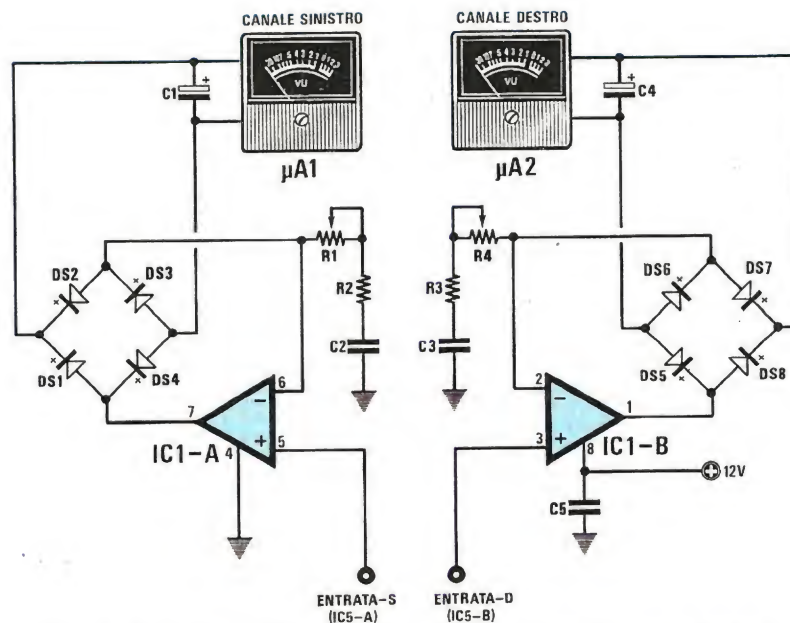 CANALE SINISTRO
CANALE DESTRO
VU
VU
C1
+
C4
+
µA1
µA2
R1
R4
R2
R3
DS2
DS3
DS6
DS7
C2
C3
DS1
DS4
DS5
DS8
6
2
7
1
5
3
IC1-A
4
IC1-B
8
12V
C5
ENTRATA-S
(IC5-A)
ENTRATA-D
(IC5-B)